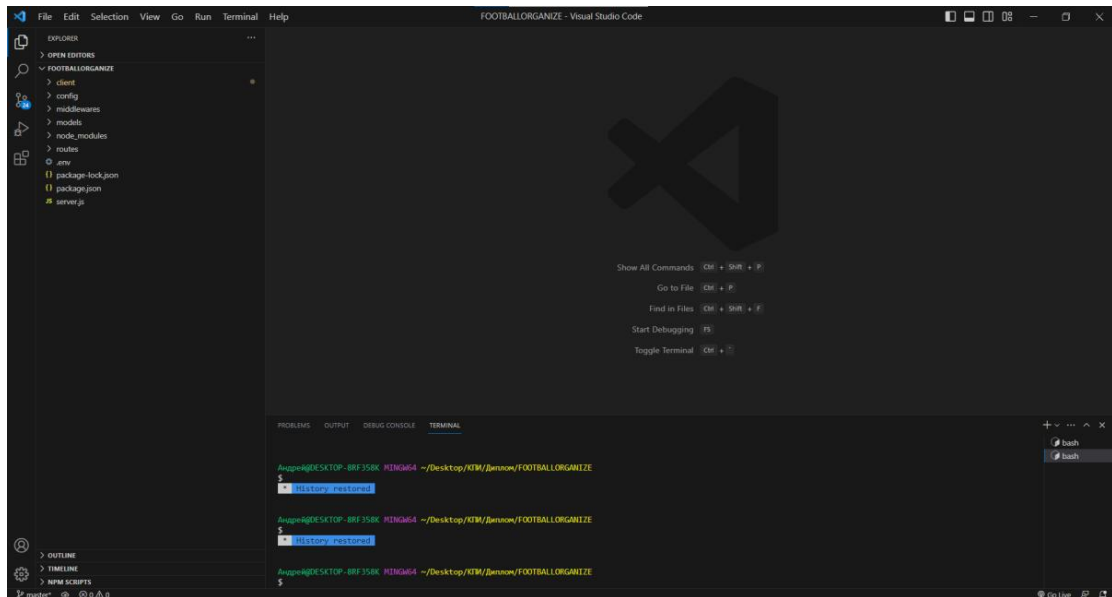 File Edit Selection View Go Run Terminal Help
FOOTBALLORGANIZE - Visual Studio Code
EXPLORER
OPEN EDITORS
FOOTBALLORGANIZE
client
config
middlewares
models
node_modules
routes
.env
package-lock.json
package.json
server.js
24
Show All Commands Ctrl + Shift + P
Go to File Ctrl + P
Find in Files Ctrl + Shift + F
Start Debugging F5
Toggle Terminal Ctrl + `
PROBLEMS OUTPUT DEBUG CONSOLE TERMINAL
bash
bash
Андрей@DESKTOP-8RF358K MINGW64 ~/Desktop/КПИ/Диплом/FOOTBALLORGANIZE
$
* History restored
Андрей@DESKTOP-8RF358K MINGW64 ~/Desktop/КПИ/Диплом/FOOTBALLORGANIZE
$
* History restored
Андрей@DESKTOP-8RF358K MINGW64 ~/Desktop/КПИ/Диплом/FOOTBALLORGANIZE
$
OUTLINE
TIMELINE
NPM SCRIPTS
master* 0 0 Go Live